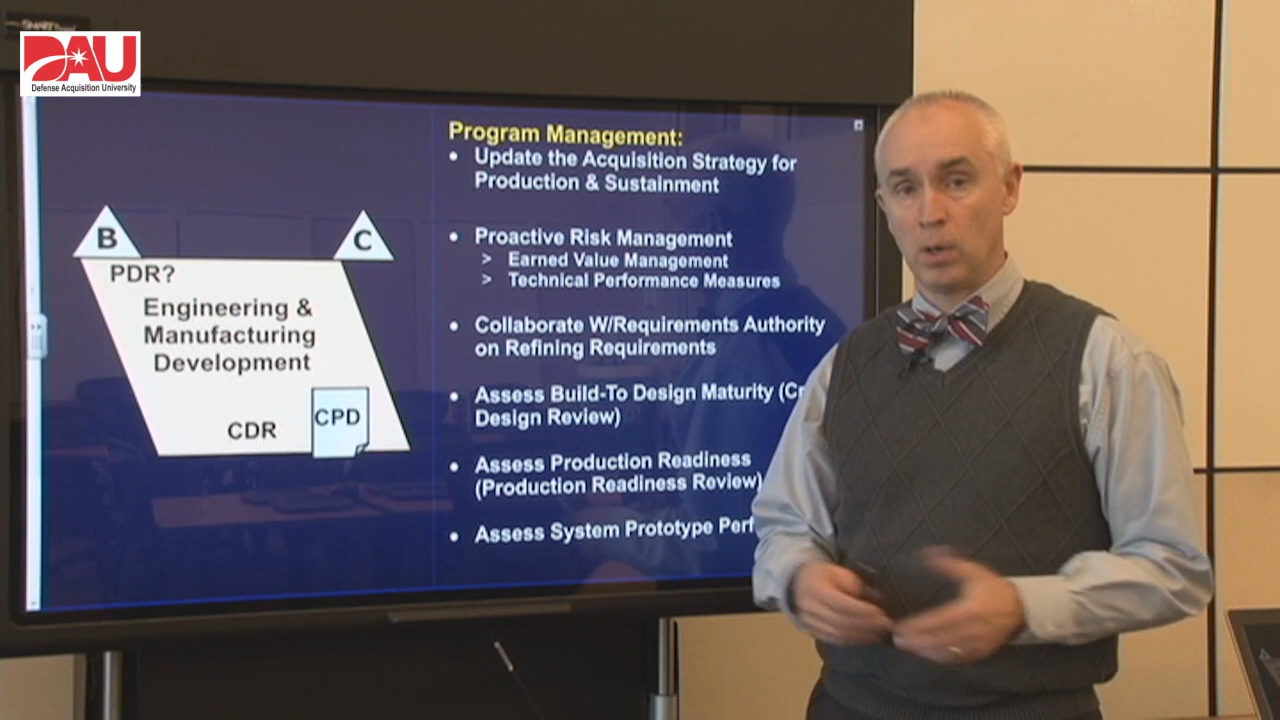 DAU
Defense Acquisition University
B
C
PDR?
Engineering &
Manufacturing
Development
CDR
CPD
Program Management:
• Update the Acquisition Strategy for
Production & Sustainment
• Proactive Risk Management
> Earned Value Management
> Technical Performance Measures
• Collaborate W/Requirements Authority
on Refining Requirements
• Assess Build-To Design Maturity (Cr
Design Review)
• Assess Production Readiness
(Production Readiness Review)
• Assess System Prototype Perf